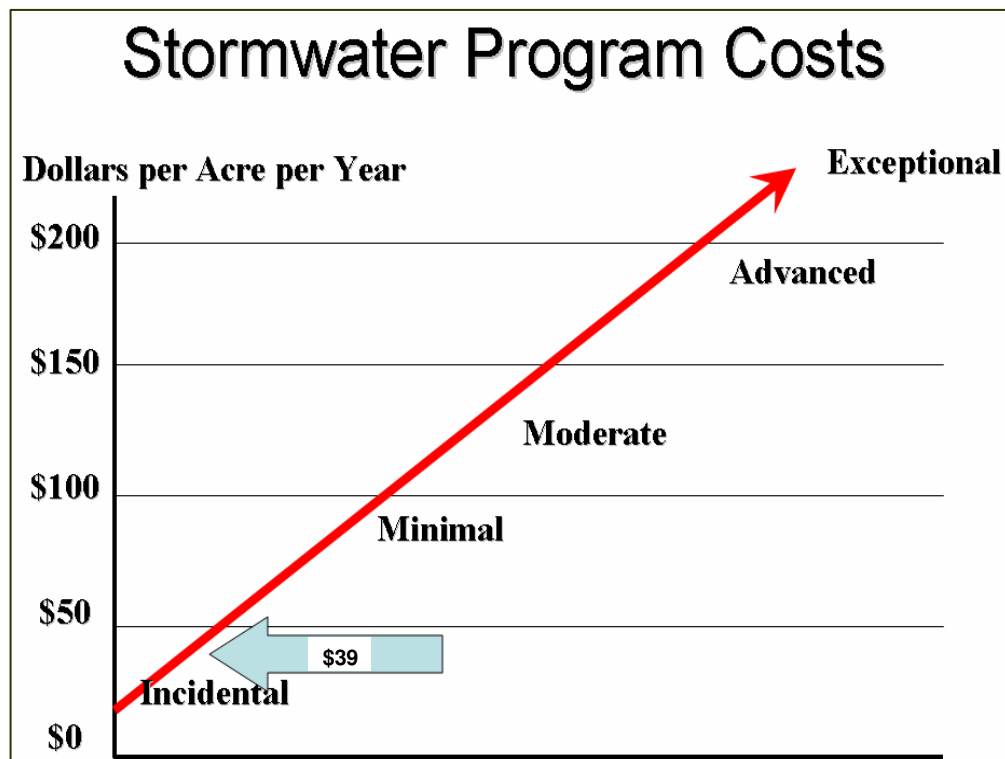 Stormwater Program Costs
Dollars per Acre per Year
Exceptional
$200
Advanced
$150
Moderate
$100
Minimal
$50
$39
Incidental
$0